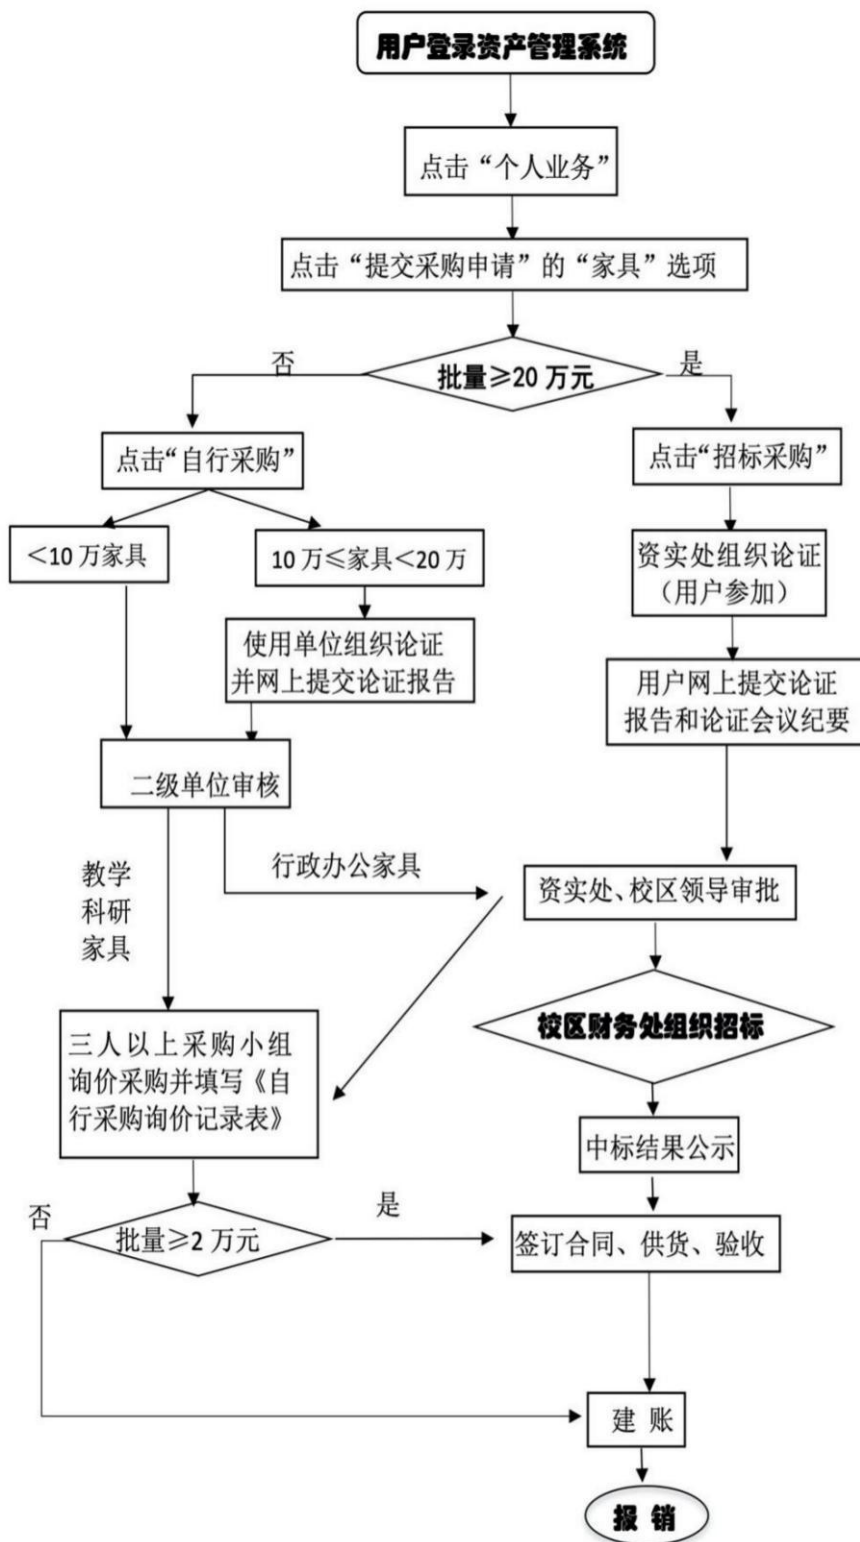 用户登录资产管理系统
点击“个人业务”
点击“提交采购申请”的“家具”选项
否
批量≥20 万元
是
点击“自行采购”
点击“招标采购”
<10 万家具
10 万≤家具<20 万
资实处组织论证
（用户参加）
使用单位组织论证
并网上提交论证报告
用户网上提交论证
报告和论证会议纪要
二级单位审核
教学
科研
家具
行政办公家具
资实处、校区领导审批
三人以上采购小组
询价采购并填写《自
行采购询价记录表》
校区财务处组织招标
中标结果公示
否
批量≥2 万元
是
签订合同、供货、验收
建 账
报 销